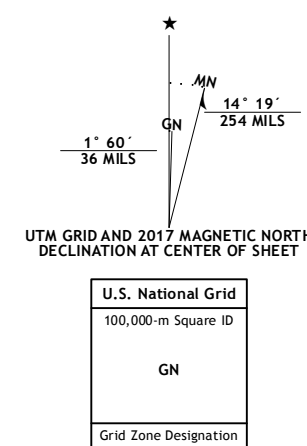 ★
MN
GN
14° 19´
254 MILS
1° 60´
36 MILS
UTM GRID AND 2017 MAGNETIC NORTH
DECLINATION AT CENTER OF SHEET
U.S. National Grid
100,000-m Square ID
GN
Grid Zone Designation